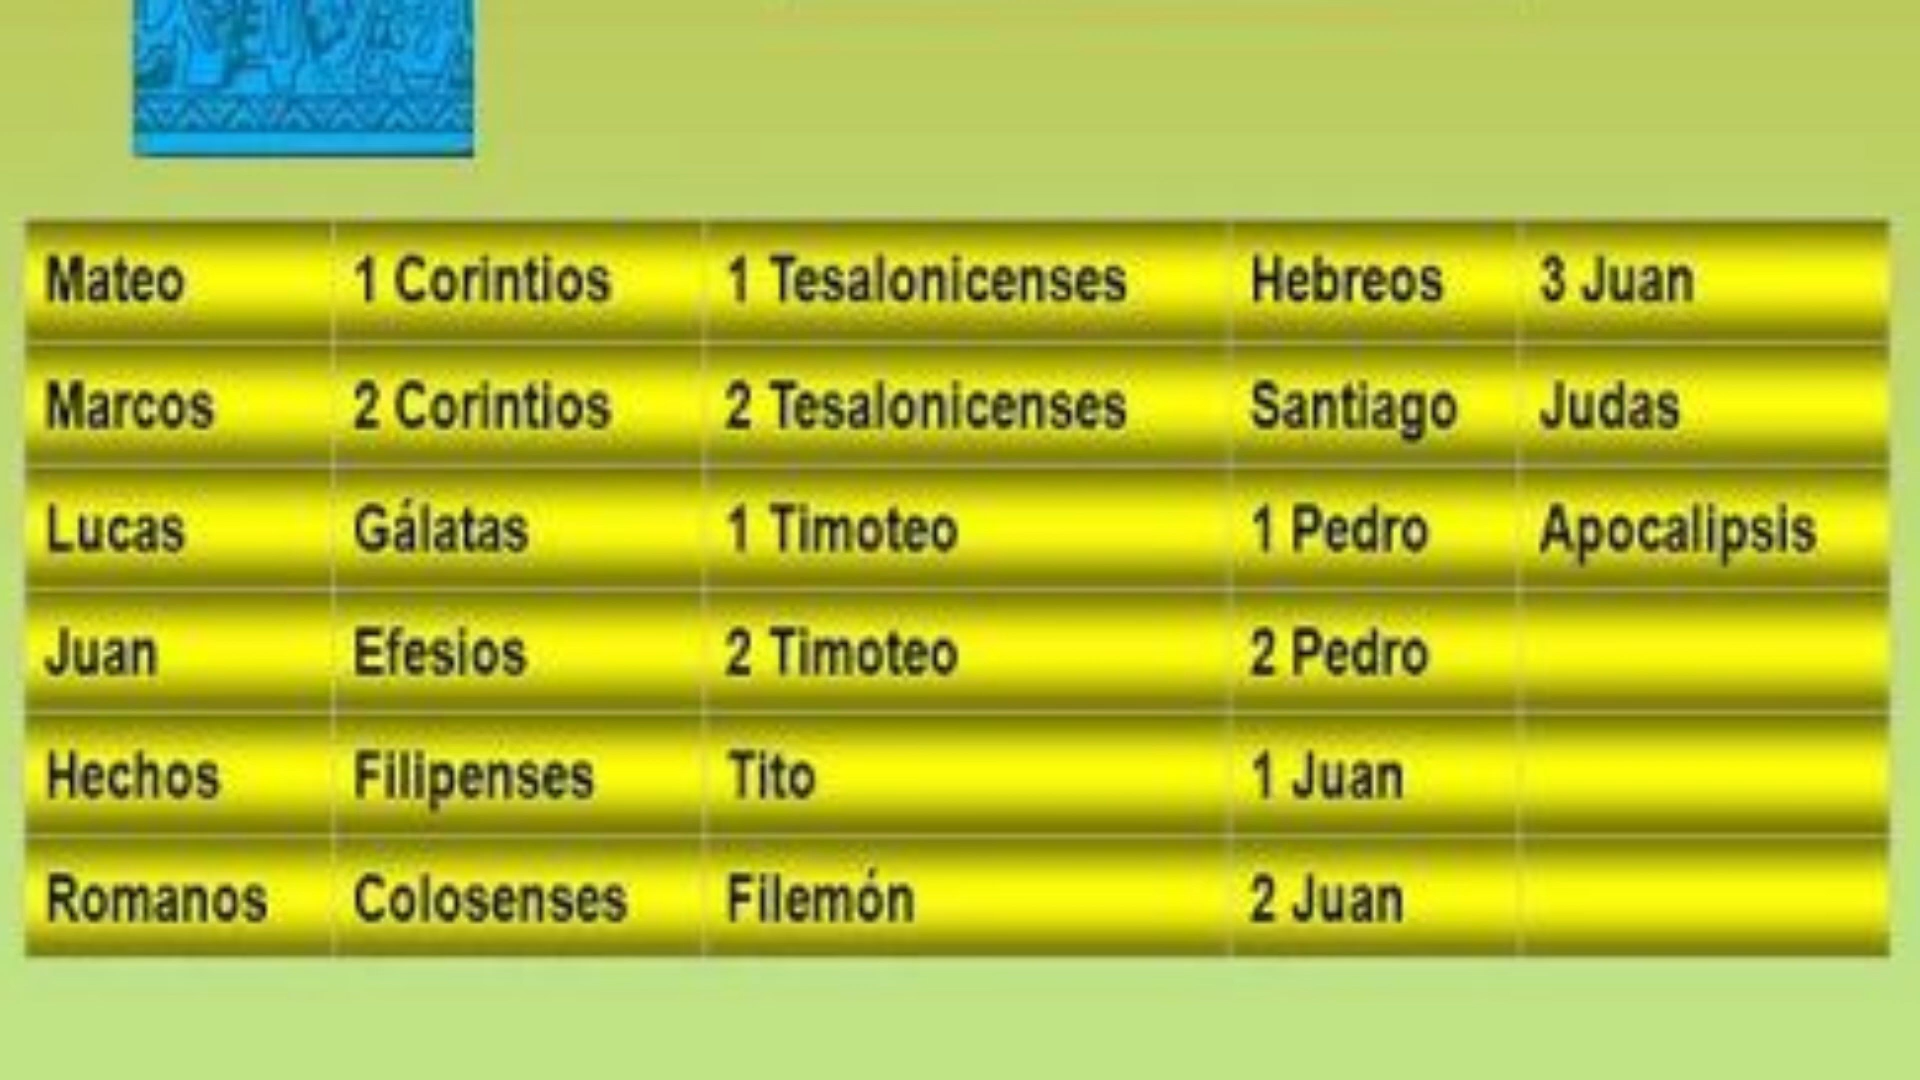 Mateo 1 Corintios 1 Tesalonicenses Hebreos 3 Juan
Marcos 2 Corintios 2 Tesalonicenses Santiago Judas
Lucas Gálatas 1 Timoteo 1 Pedro Apocalipsis
Juan Efesios 2 Timoteo 2 Pedro
Hechos Filipenses Tito 1 Juan
Romanos Colosenses Filemón 2 Juan